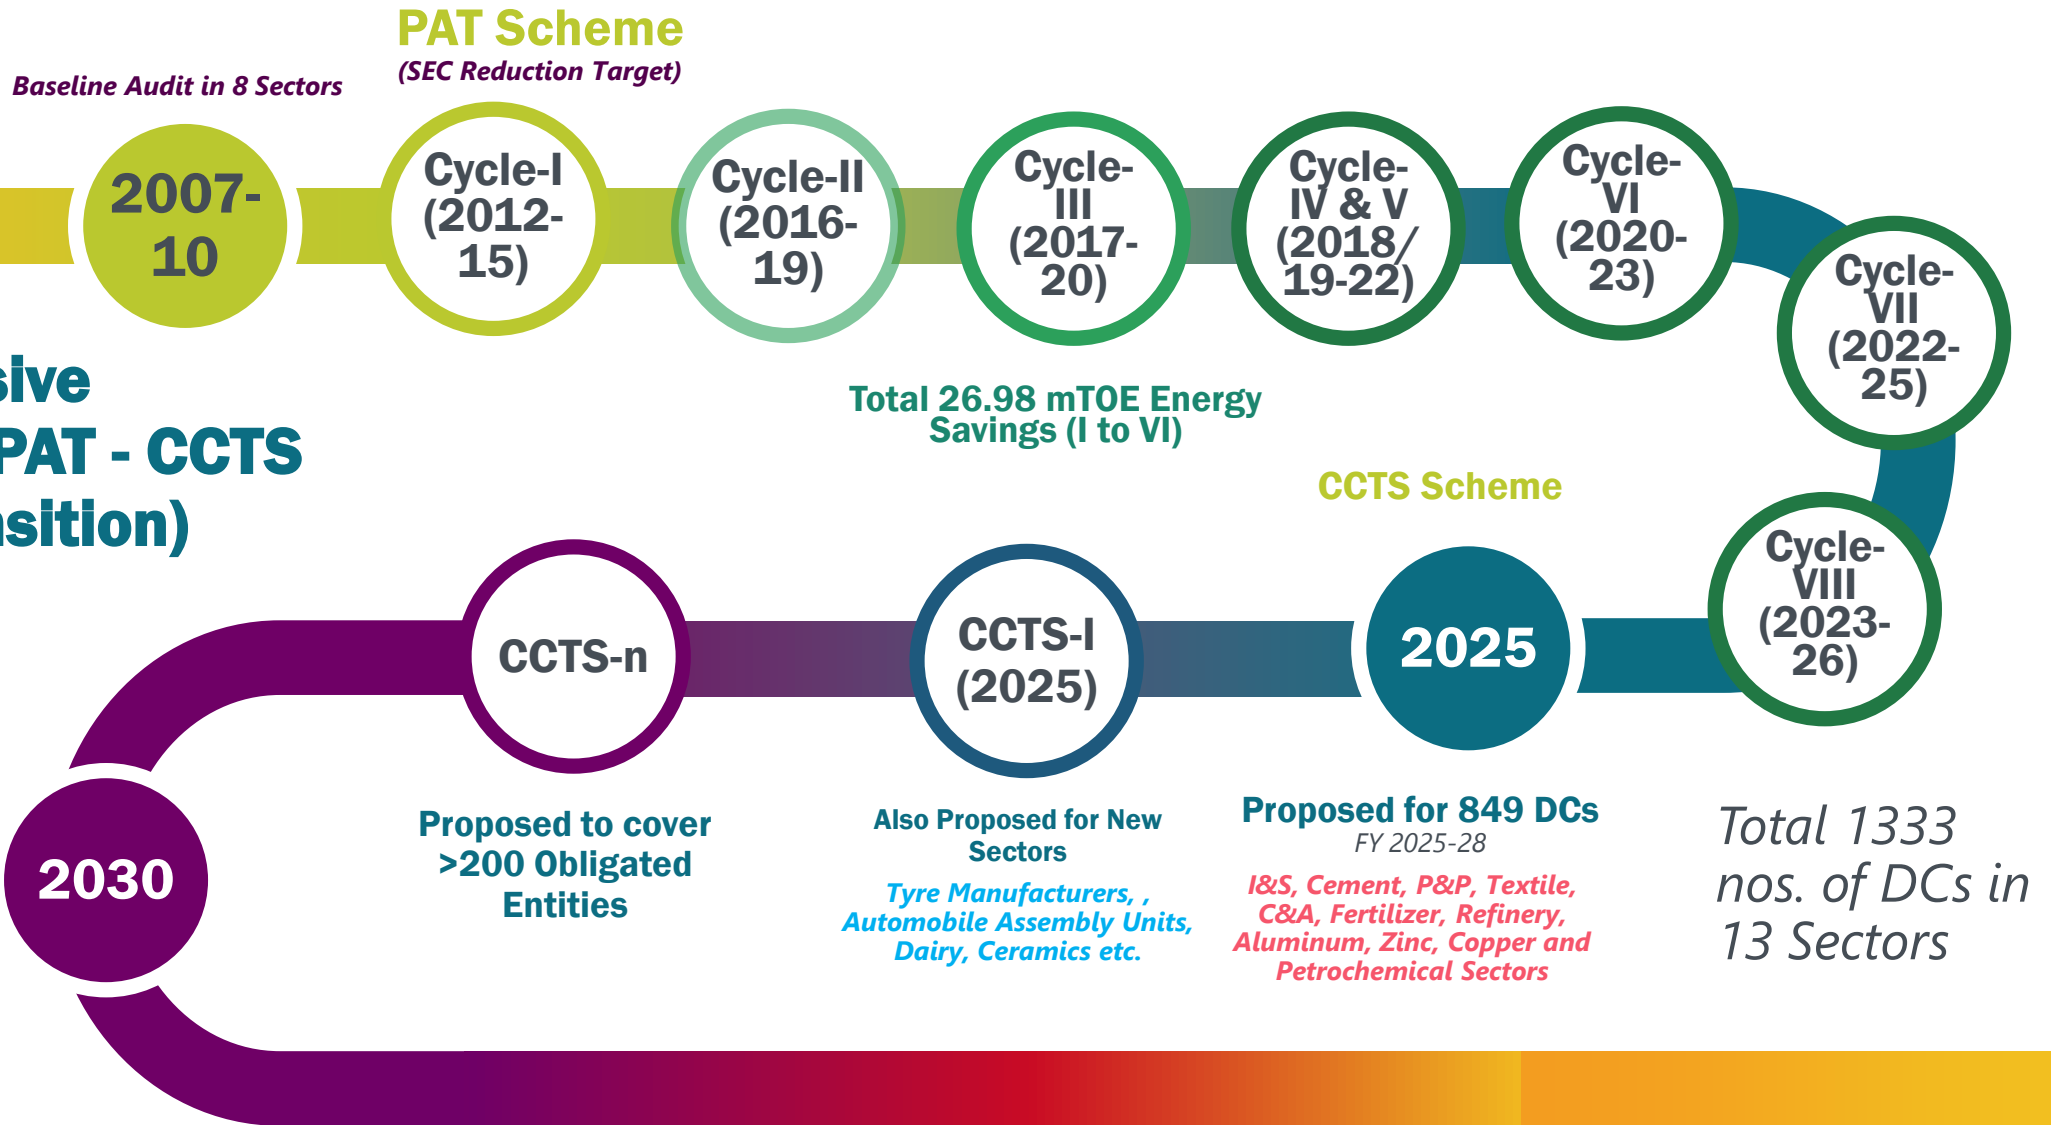 PAT Scheme
(SEC Reduction Target)
Baseline Audit in 8 Sectors
2007-
10
Cycle-I
(2012-
15)
Cycle-II
(2016-
19)
Cycle-
III
(2017-
20)
Cycle-
IV & V
(2018/
19-22)
Cycle-
VI
(2020-
23)
Cycle-
VII
(2022-
25)
Total 26.98 mTOE Energy
Savings (I to VI)
sive
PAT - CCTS
nsition)
CCTS Scheme
Cycle-
VIII
(2023-
26)
2025
CCTS-I
(2025)
CCTS-n
2030
Proposed to cover
>200 Obligated
Entities
Also Proposed for New
Sectors
Tyre Manufacturers, ,
Automobile Assembly Units,
Dairy, Ceramics etc.
Proposed for 849 DCs
FY 2025-28
I&S, Cement, P&P, Textile,
C&A, Fertilizer, Refinery,
Aluminum, Zinc, Copper and
Petrochemical Sectors
Total 1333
nos. of DCs in
13 Sectors